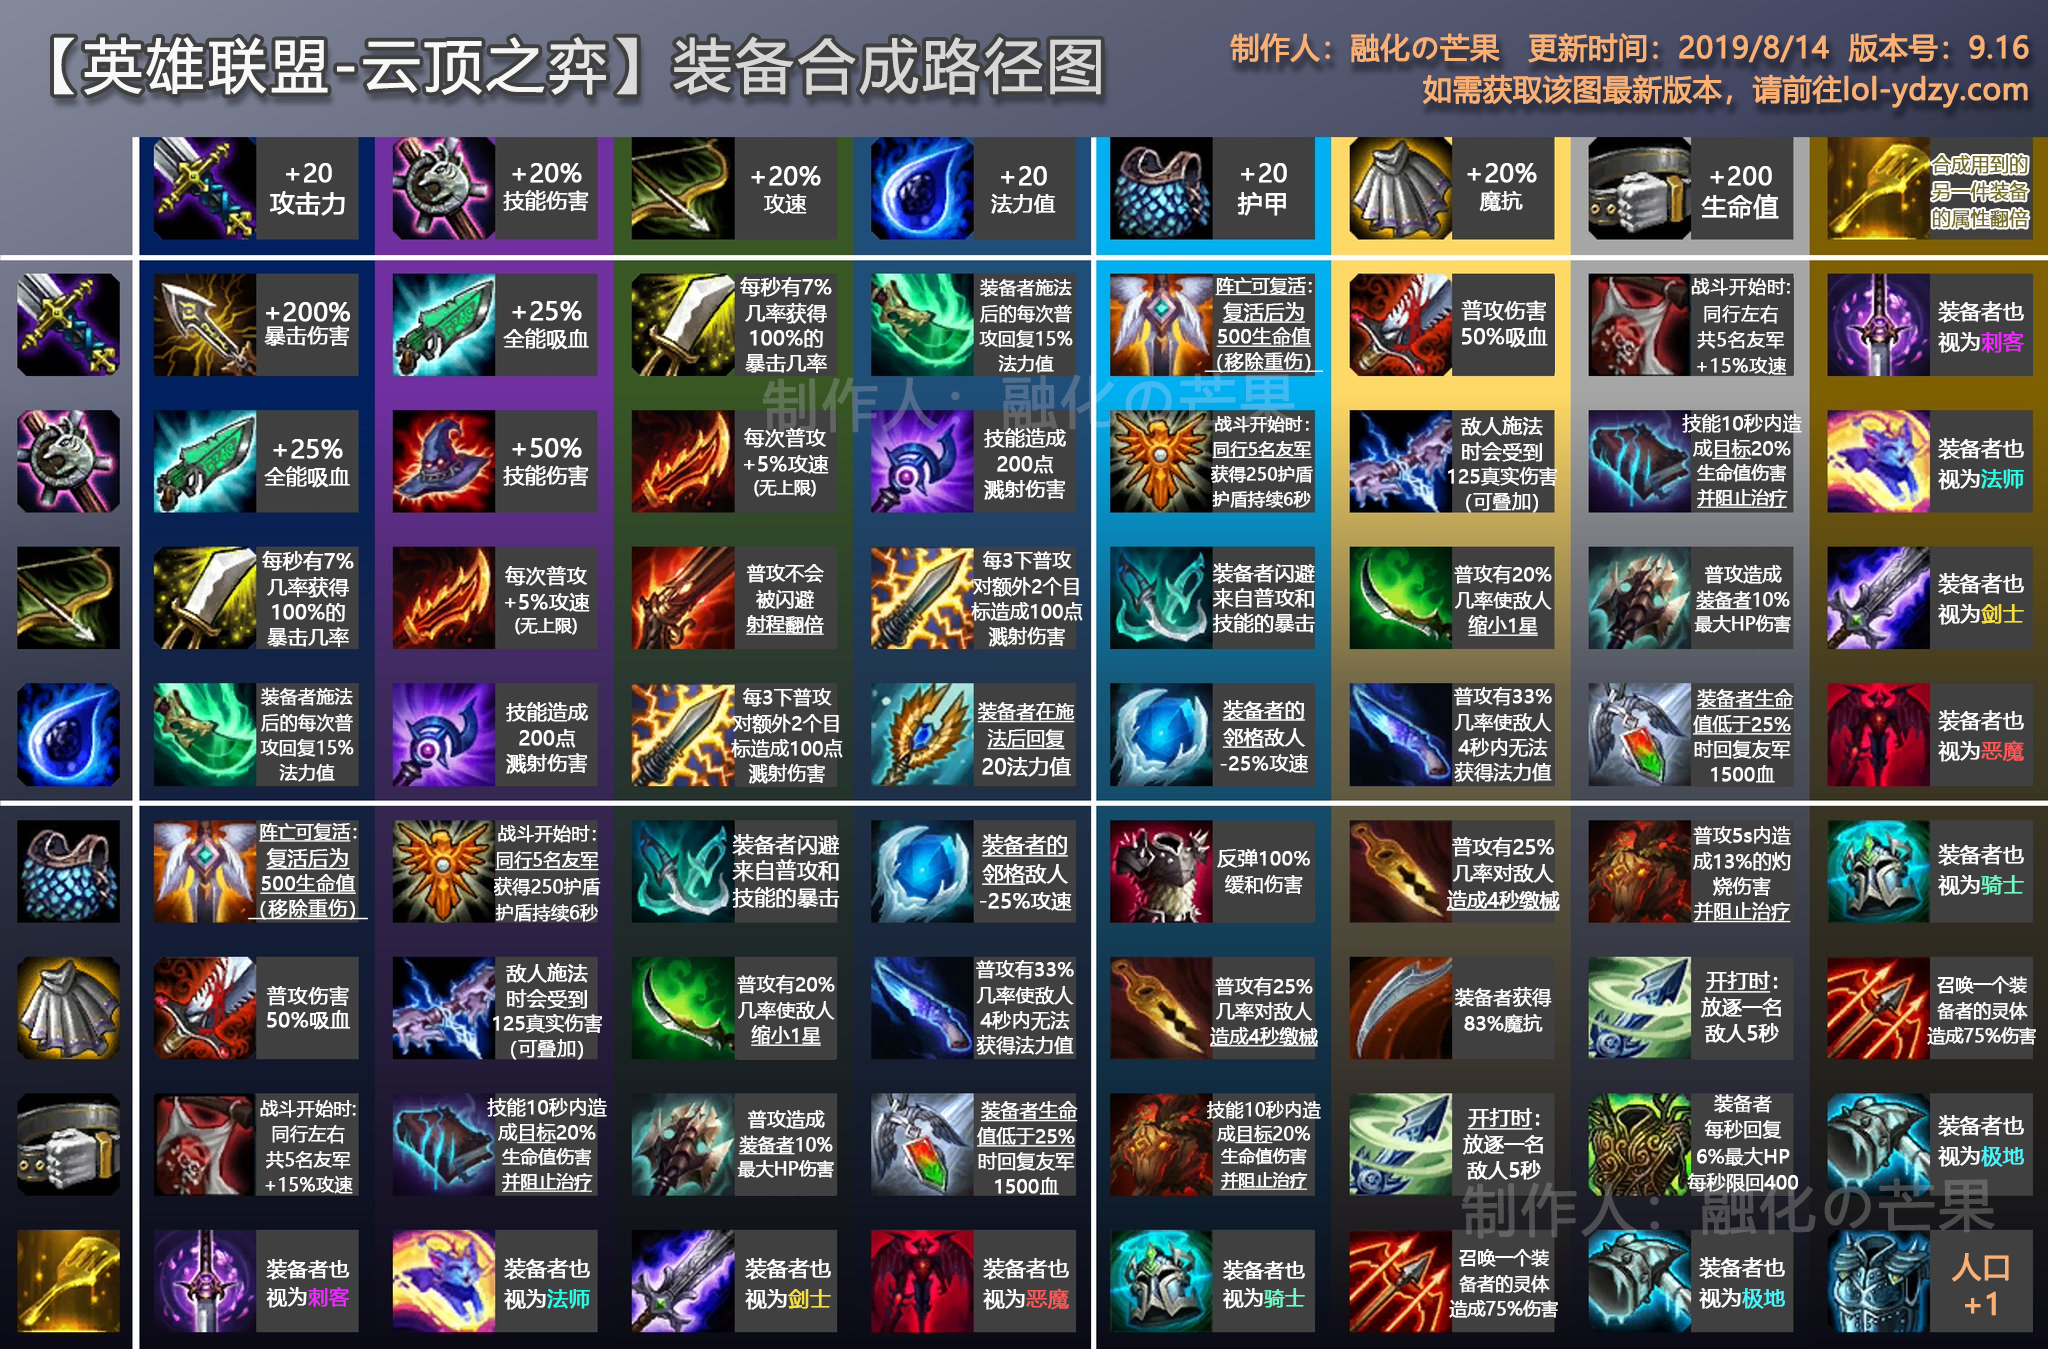 【英雄联盟-云顶之弈】装备合成路径图
制作人：融化の芒果 更新时间：2019/8/14 版本号：9.16
如需获取该图最新版本，请前往lol-ydzy.com
+20
攻击力
+20%
技能伤害
+20%
攻速
+20
法力值
+20
护甲
+20%
魔抗
+200
生命值
合成用到的
另一件装备
的属性翻倍
+200%
暴击伤害
+25%
全能吸血
每秒有7%
几率获得
100%的
暴击几率
装备者施法
后的每次普
攻回复15%
法力值
阵亡可复活：
复活后为
500生命值
（移除重伤）
普攻伤害
50%吸血
战斗开始时：
同行左右
共5名友军
+15%攻速
装备者也
视为刺客
制作人：融化の芒果
+25%
全能吸血
+50%
技能伤害
每次普攻
+5%攻速
(无上限)
技能造成
200点
溅射伤害
战斗开始时：
同行5名友军
获得250护盾
护盾持续6秒
敌人施法
时会受到
125真实伤害
(可叠加)
技能10秒内造
成目标20%
生命值伤害
并阻止治疗
装备者也
视为法师
每秒有7%
几率获得
100%的
暴击几率
每次普攻
+5%攻速
(无上限)
普攻不会
被闪避
射程翻倍
每3下普攻
对额外2个目
标造成100点
溅射伤害
装备者闪避
来自普攻和
技能的暴击
普攻有20%
几率使敌人
缩小1星
普攻造成
装备者10%
最大HP伤害
装备者也
视为剑士
装备者施法
后的每次普
攻回复15%
法力值
技能造成
200点
溅射伤害
每3下普攻
对额外2个目
标造成100点
溅射伤害
装备者在施
法后回复
20法力值
装备者的
邻格敌人
-25%攻速
普攻有33%
几率使敌人
4秒内无法
获得法力值
装备者生命
值低于25%
时回复友军
1500血
装备者也
视为恶魔
阵亡可复活：
复活后为
500生命值
（移除重伤）
战斗开始时：
同行5名友军
获得250护盾
护盾持续6秒
装备者闪避
来自普攻和
技能的暴击
装备者的
邻格敌人
-25%攻速
反弹100%
缓和伤害
普攻有25%
几率对敌人
造成4秒缴械
普攻5s内造
成13%的灼
烧伤害
并阻止治疗
装备者也
视为骑士
普攻伤害
50%吸血
敌人施法
时会受到
125真实伤害
(可叠加)
普攻有20%
几率使敌人
缩小1星
普攻有33%
几率使敌人
4秒内无法
获得法力值
普攻有25%
几率对敌人
造成4秒缴械
装备者获得
83%魔抗
开打时：
放逐一名
敌人5秒
召唤一个装
备者的灵体
造成75%伤害
战斗开始时：
同行左右
共5名友军
+15%攻速
技能10秒内造
成目标20%
生命值伤害
并阻止治疗
普攻造成
装备者10%
最大HP伤害
装备者生命
值低于25%
时回复友军
1500血
技能10秒内造
成目标20%
生命值伤害
并阻止治疗
开打时：
放逐一名
敌人5秒
装备者
每秒回复
6%最大HP
每秒限回400
装备者也
视为极地
制作人：融化の芒果
装备者也
视为刺客
装备者也
视为法师
装备者也
视为剑士
装备者也
视为恶魔
装备者也
视为骑士
召唤一个装
备者的灵体
造成75%伤害
装备者也
视为极地
人口
+1